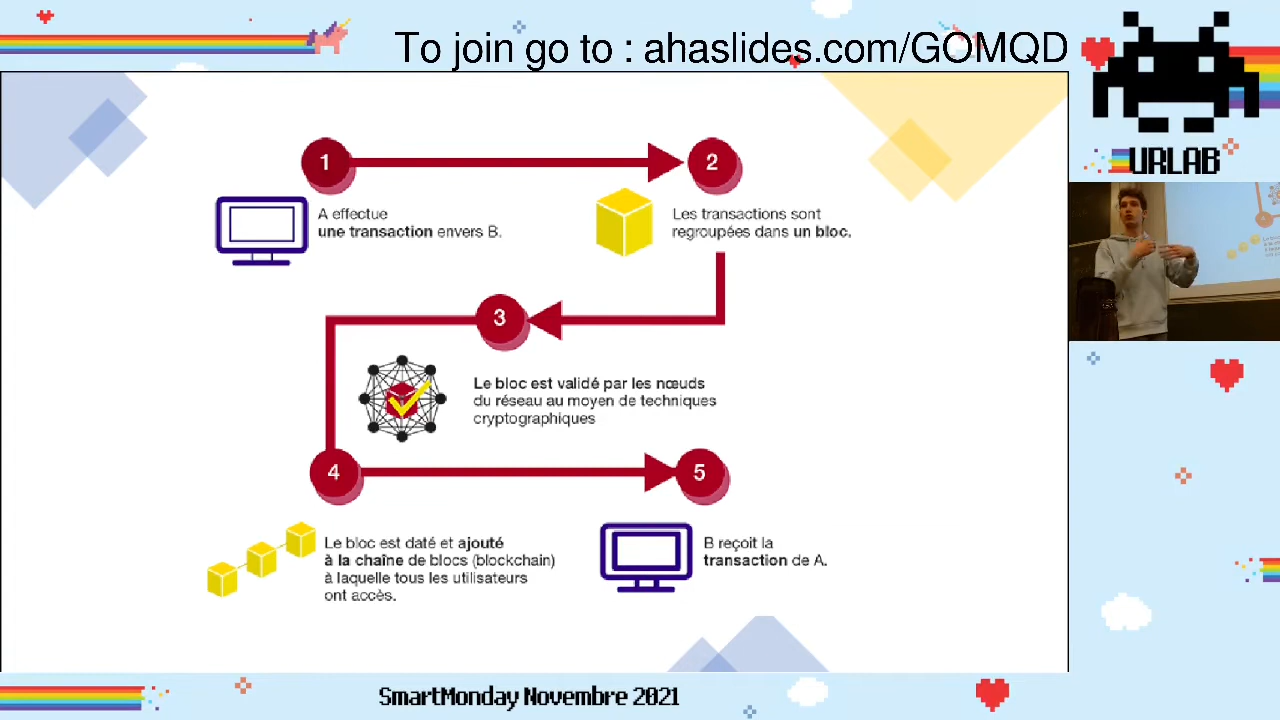 To join go to : ahaslides.com/GOMQD
URLAB
1
2
A effectue
une transaction envers B.
Les transactions sont
regroupées dans un bloc.
3
Le bloc est validé par les nœuds
du réseau au moyen de techniques
cryptographiques
4
5
Le bloc est daté et ajouté
à la chaîne de blocs (blockchain)
à laquelle tous les utilisateurs
ont accès.
B reçoit la
transaction de A.
SmartMonday Novembre 2021